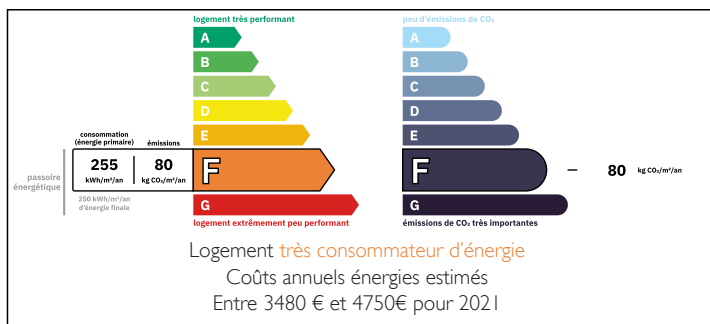 logement très performant
A
B
C
D
E
consommation
(énergie primaire)
émissions
255
kWh/m²/an
80
kg CO₂/m²/an
F
passoire
énergétique
250 kWh/m²/an
d'énergie finale
G
logement extrêmement peu performant
peu d'émissions de CO₂
A
B
C
D
E
F
80 kg CO₂/m²/an
G
émissions de CO₂ très importantes
Logement très consommateur d'énergie
Coûts annuels énergies estimés
Entre 3480 € et 4750€ pour 2021